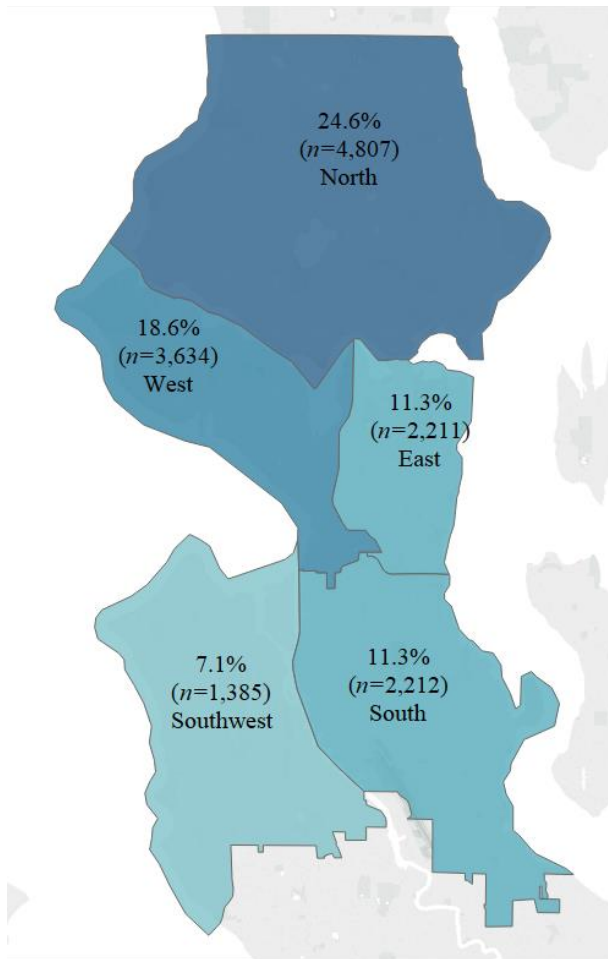 24.6%
(n=4,807)
North
18.6%
(n=3,634)
West
11.3%
(n=2,211)
East
7.1%
(n=1,385)
Southwest
11.3%
(n=2,212)
South